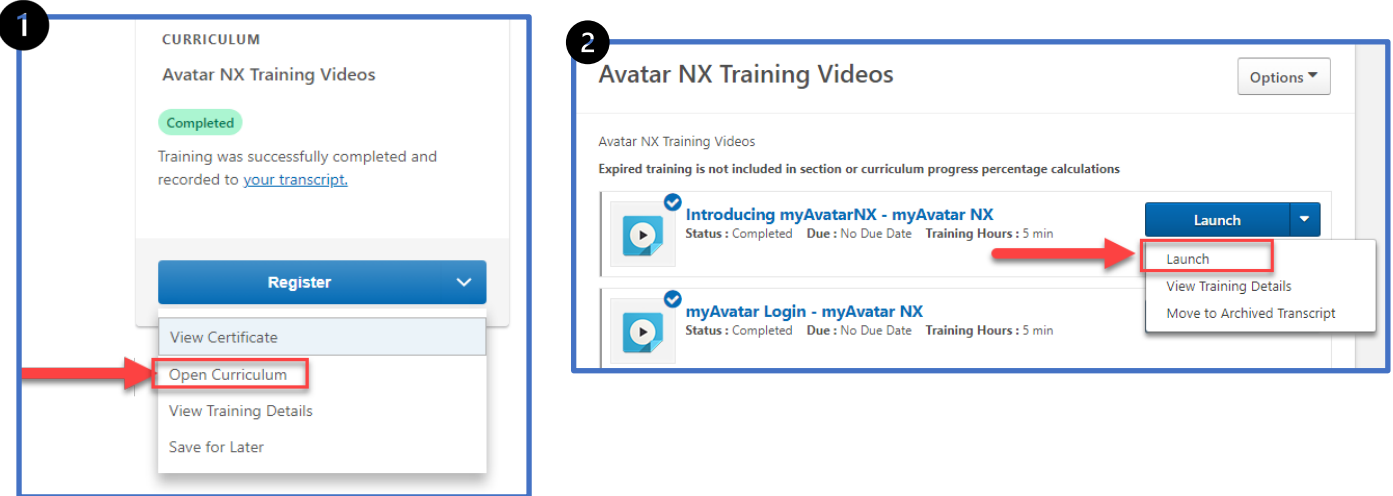 1
CURRICULUM
Avatar NX Training Videos
Completed
Training was successfully completed and
recorded to your transcript.
Register
View Certificate
Open Curriculum
View Training Details
Save for Later
2
Avatar NX Training Videos
Options
Avatar NX Training Videos
Expired training is not included in section or curriculum progress percentage calculations
Introducing myAvatarNX - myAvatar NX
Status : Completed Due : No Due Date Training Hours : 5 min
Launch
Launch
View Training Details
Move to Archived Transcript
myAvatar Login - myAvatar NX
Status : Completed Due : No Due Date Training Hours : 5 min